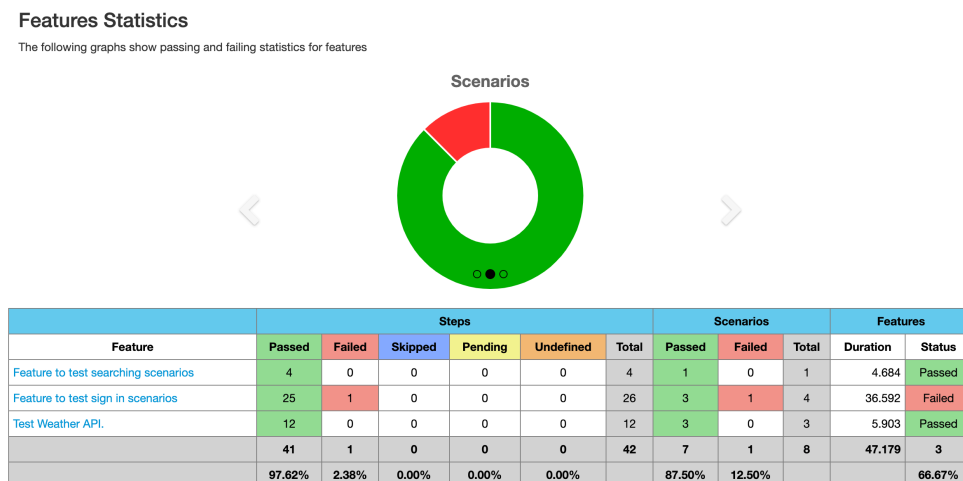 Features Statistics
The following graphs show passing and failing statistics for features
Scenarios
Steps Scenarios Features
Feature Passed Failed Skipped Pending Undefined Total Passed Failed Total Duration Status
Feature to test searching scenarios 4 0 0 0 0 4 1 0 1 4.684 Passed
Feature to test sign in scenarios 25 1 0 0 0 26 3 1 4 36.592 Failed
Test Weather API. 12 0 0 0 0 12 3 0 3 5.903 Passed
41 1 0 0 0 42 7 1 8 47.179 3
97.62% 2.38% 0.00% 0.00% 0.00% 87.50% 12.50% 66.67%